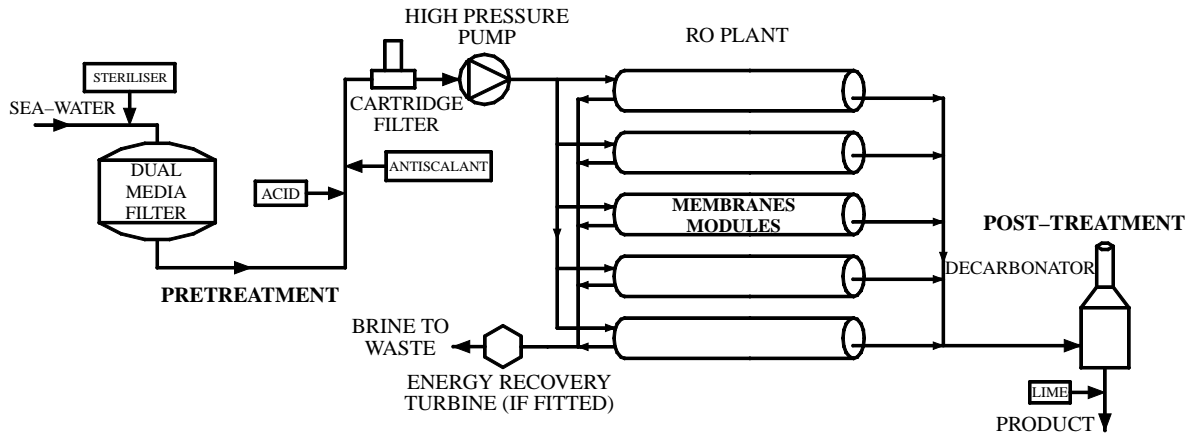 HIGH PRESSURE
PUMP
RO PLANT
STERILISER
SEA–WATER
CARTRIDGE
FILTER
DUAL
MEDIA
FILTER
ANTISCALANT
ACID
MEMBRANES
MODULES
POST–TREATMENT
DECARBONATOR
PRETREATMENT
BRINE TO
WASTE
ENERGY RECOVERY
TURBINE (IF FITTED)
LIME
PRODUCT